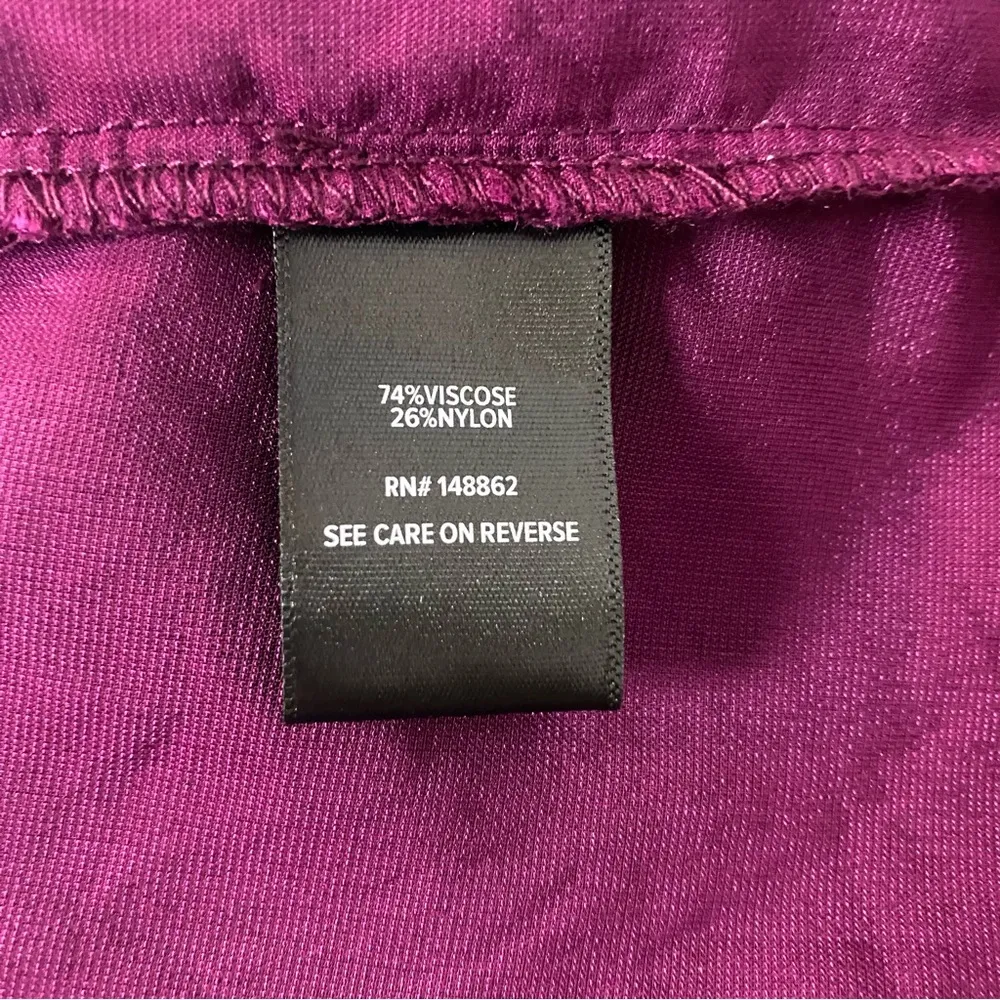 74%VISCOSE
26%NYLON
RN# 148862
SEE CARE ON REVERSE